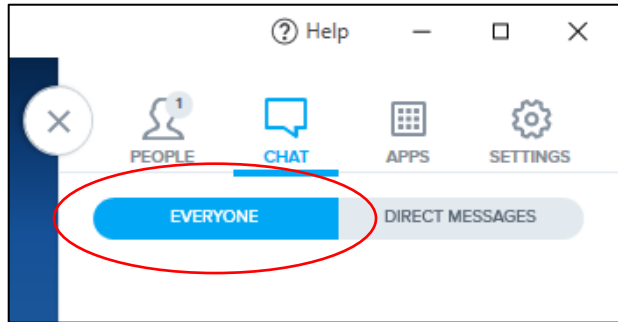 Help
1
PEOPLE CHAT APPS SETTINGS
EVERYONE DIRECT MESSAGES